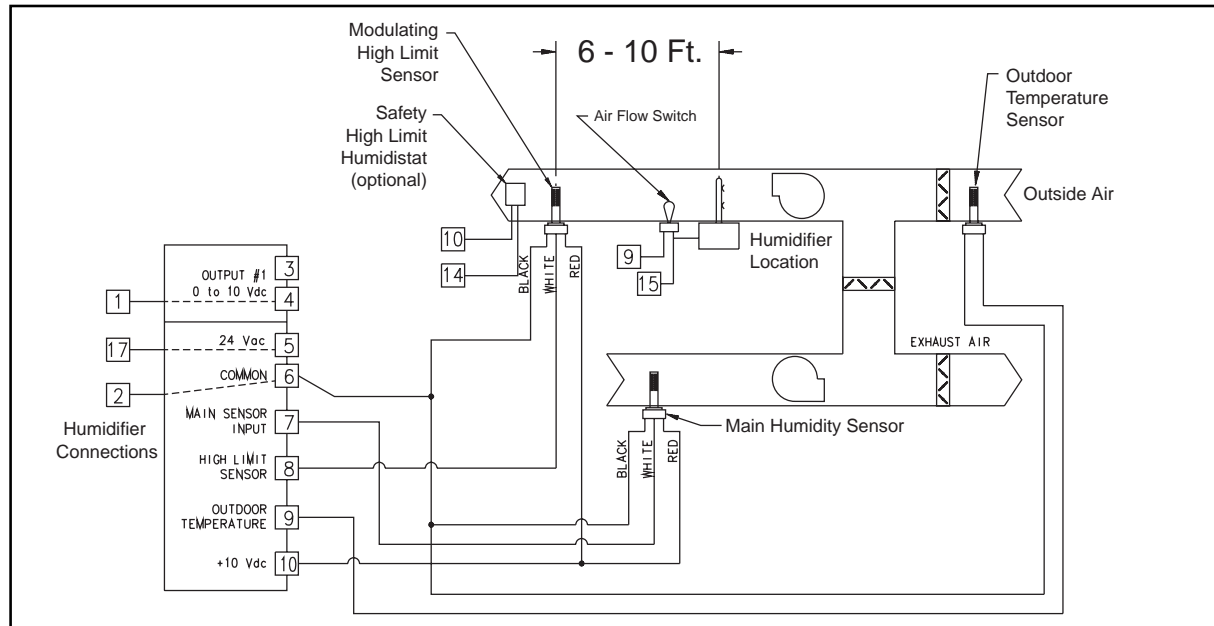 Modulating
High Limit
Sensor
6 - 10 Ft.
Outdoor
Temperature
Sensor
Safety
High Limit
Humidistat
(optional)
Air Flow Switch
Outside Air
10
14
BLACK
WHITE
RED
9
15
Humidifier
Location
3
OUTPUT #1
0 to 10 Vdc
4
1
24 Vac
5
17
COMMON
6
2
MAIN SENSOR
INPUT
7
Humidifier
Connections
HIGH LIMIT
SENSOR
8
OUTDOOR
TEMPERATURE
9
+10 Vdc
10
EXHAUST AIR
Main Humidity Sensor
BLACK
WHITE
RED